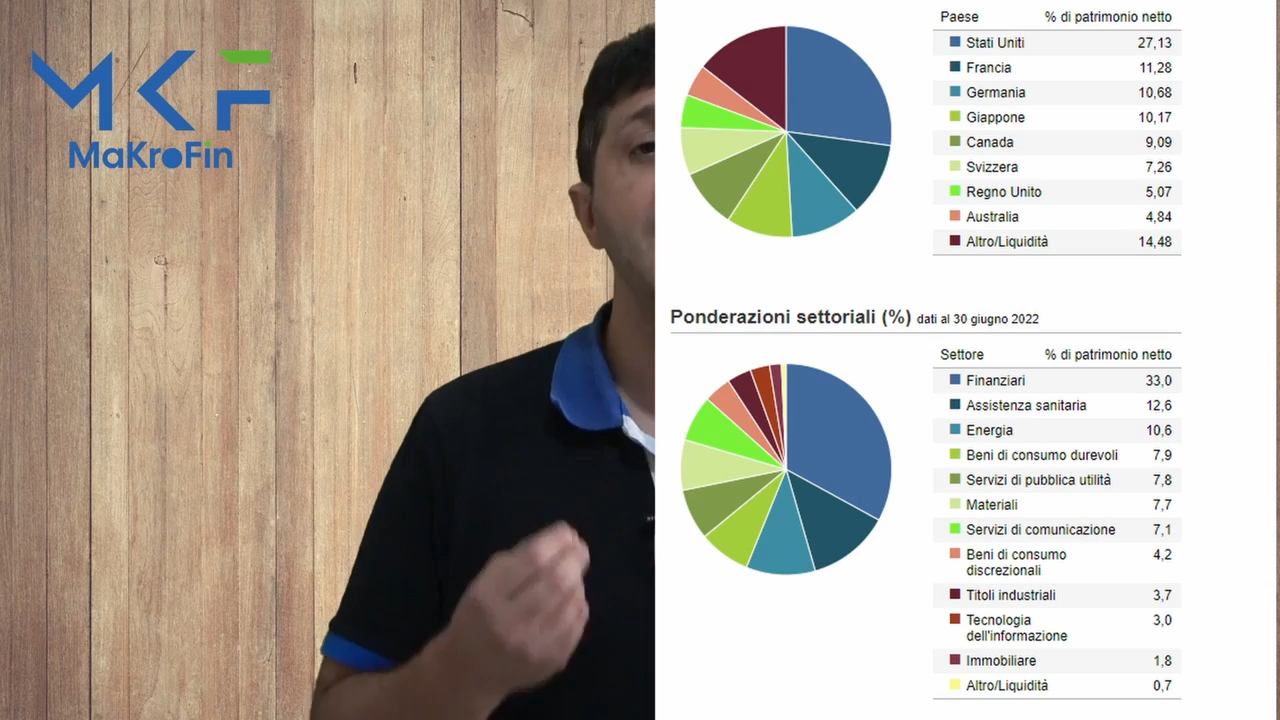 MKF
MaKroFin
Paese % di patrimonio netto
Stati Uniti 27,13
Francia 11,28
Germania 10,68
Giappone 10,17
Canada 9,09
Svizzera 7,26
Regno Unito 5,07
Australia 4,84
Altro/Liquidità 14,48
Ponderazioni settoriali (%) dati al 30 giugno 2022
Settore % di patrimonio netto
Finanziari 33,0
Assistenza sanitaria 12,6
Energia 10,6
Beni di consumo durevoli 7,9
Servizi di pubblica utilità 7,8
Materiali 7,7
Servizi di comunicazione 7,1
Beni di consumo 4,2
discrezionali
Titoli industriali 3,7
Tecnologia 3,0
dell'informazione
Immobiliare 1,8
Altro/Liquidità 0,7